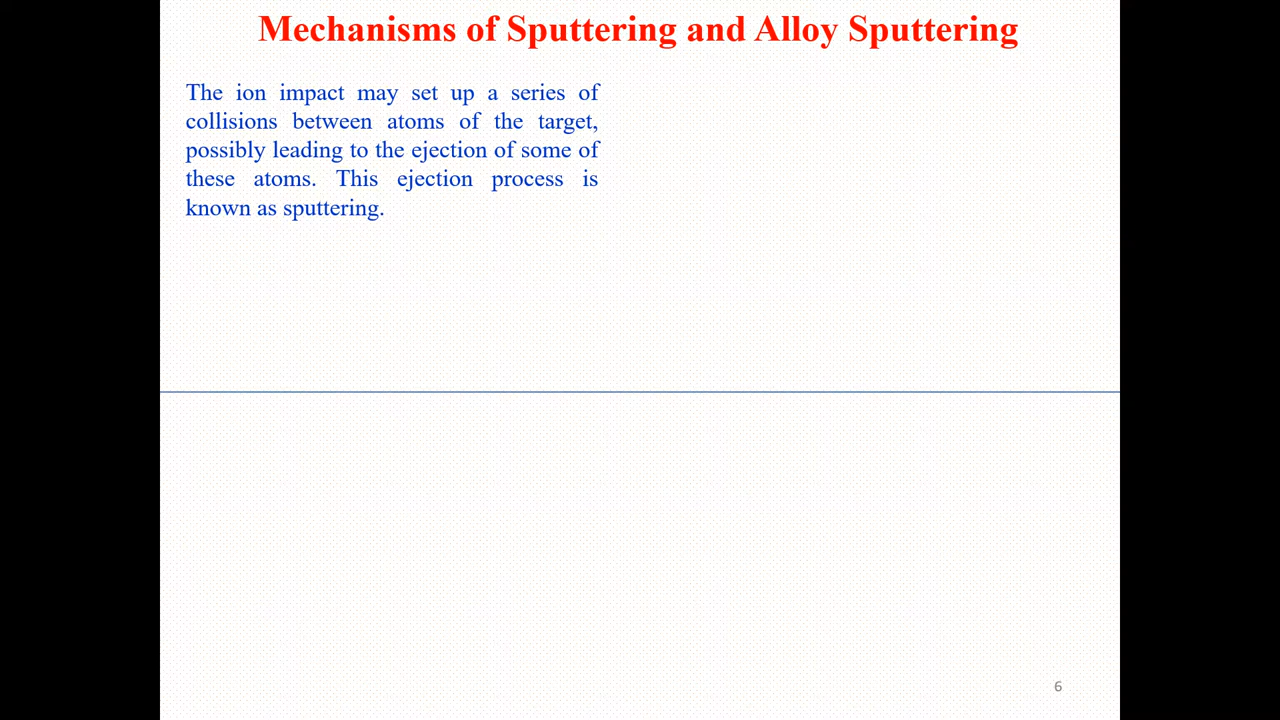 Mechanisms of Sputtering and Alloy Sputtering
The ion impact may set up a series of
collisions between atoms of the target,
possibly leading to the ejection of some of
these atoms. This ejection process is
known as sputtering.
6